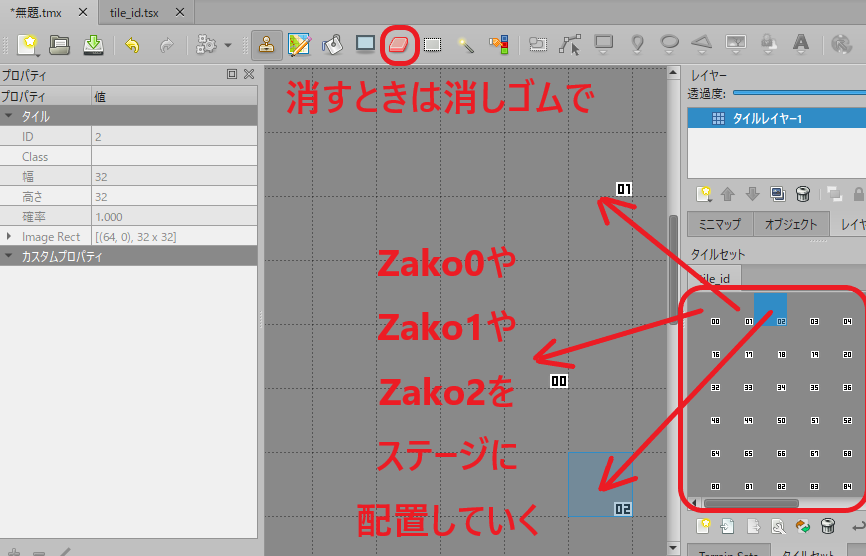 *無題.tmx
tile_id.tsx
プロパティ
プロパティ 値
タイル
ID 2
Class
幅 32
高さ 32
確率 1.000
Image Rect [(64, 0), 32 x 32]
カスタムプロパティ
消すときは消しゴムで
01
Zako0や
Zako1や
00
Zako2を
ステージに
02
配置していく
レイヤー
透過度:
タイルレイヤー1
ミニマップ オブジェクト レイヤ
タイルセット
tile_id
00 01 02 03 04
16 17 18 19 20
32 33 34 35 36
48 49 50 51 52
64 65 66 67 68
80 81 82 83 84
Terrain Sets タイルセット